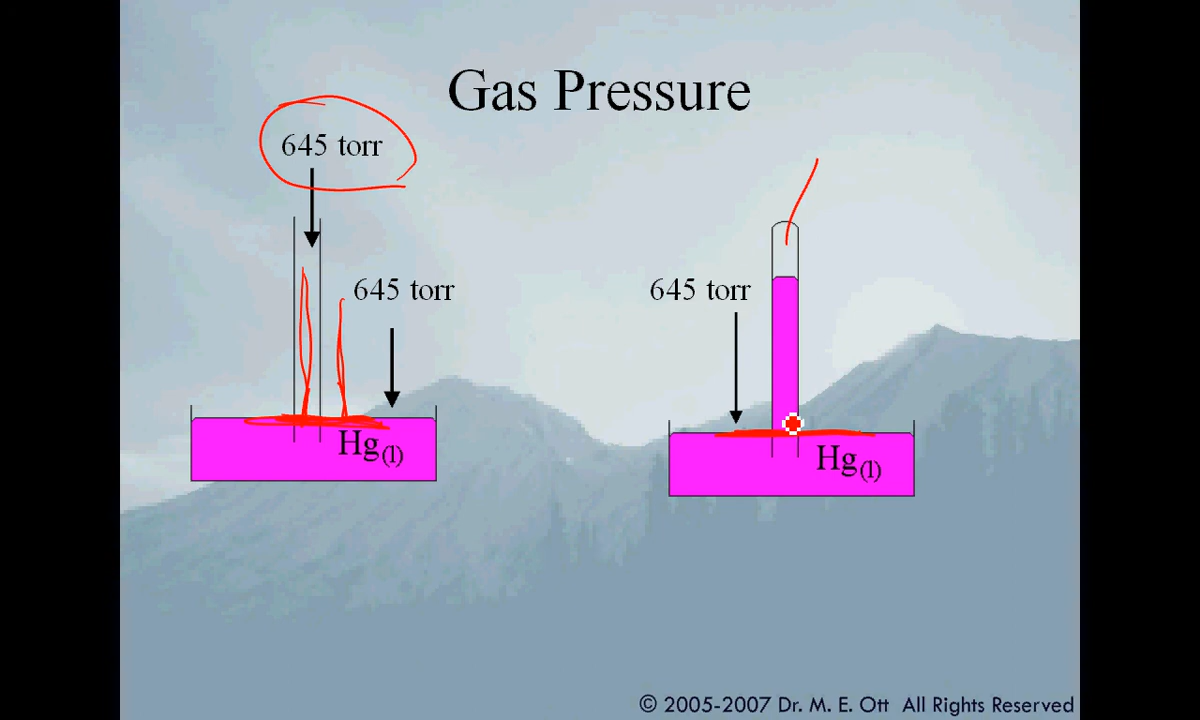 Gas Pressure
645 torr
645 torr
645 torr
Hg(l)
Hg(l)
© 2005-2007 Dr. M. E. Ott All Rights Reserved